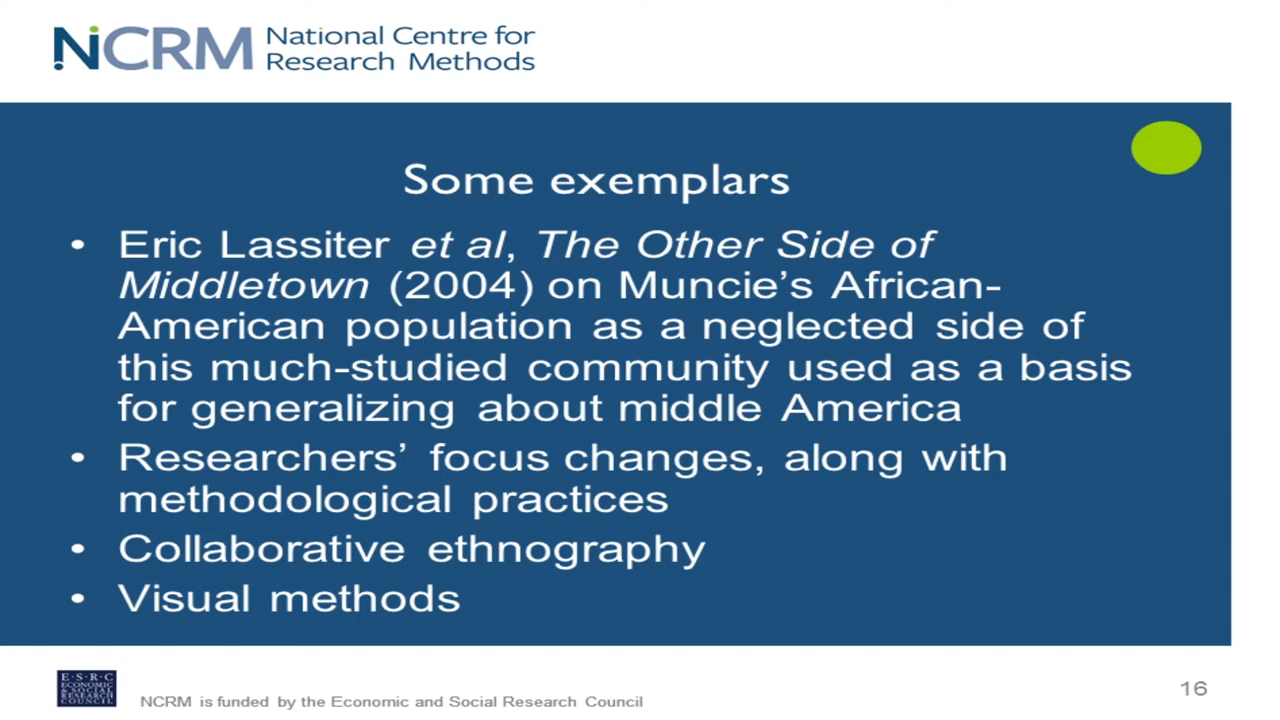 NCRM National Centre for
Research Methods
Some exemplars
• Eric Lassiter et al, The Other Side of
Middletown (2004) on Muncie’s African-
American population as a neglected side of
this much-studied community used as a basis
for generalizing about middle America
• Researchers’ focus changes, along with
methodological practices
• Collaborative ethnography
• Visual methods
E·S·R·C
ECONOMIC
& SOCIAL
RESEARCH
COUNCIL
NCRM is funded by the Economic and Social Research Council
16